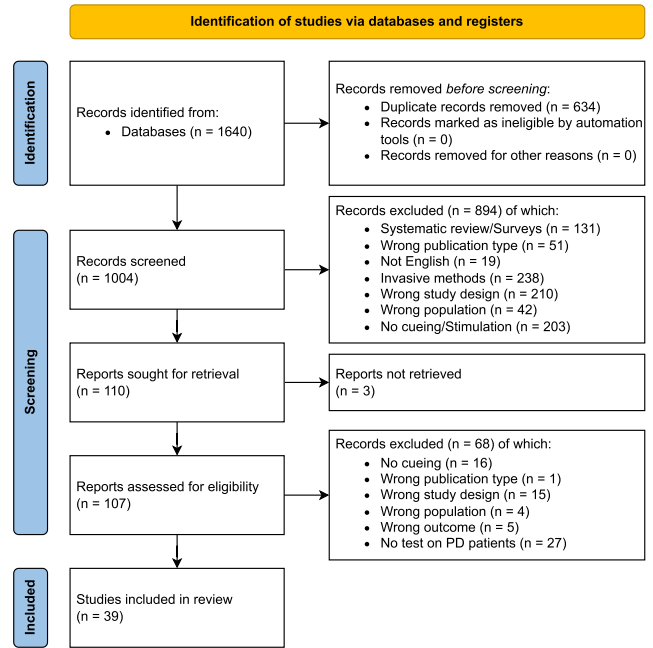 Identification of studies via databases and registers
Identification
Records identified from:
• Databases (n = 1640)
Records removed before screening:
• Duplicate records removed (n = 634)
• Records marked as ineligible by automation
tools (n = 0)
• Records removed for other reasons (n = 0)
Screening
Records screened
(n = 1004)
Records excluded (n = 894) of which:
• Systematic review/Surveys (n = 131)
• Wrong publication type (n = 51)
• Not English (n = 19)
• Invasive methods (n = 238)
• Wrong study design (n = 210)
• Wrong population (n = 42)
• No cueing/Stimulation (n = 203)
Reports sought for retrieval
(n = 110)
Reports not retrieved
(n = 3)
Reports assessed for eligibility
(n = 107)
Records excluded (n = 68) of which:
• No cueing (n = 16)
• Wrong publication type (n = 1)
• Wrong study design (n = 15)
• Wrong population (n = 4)
• Wrong outcome (n = 5)
• No test on PD patients (n = 27)
Included
Studies included in review
(n = 39)